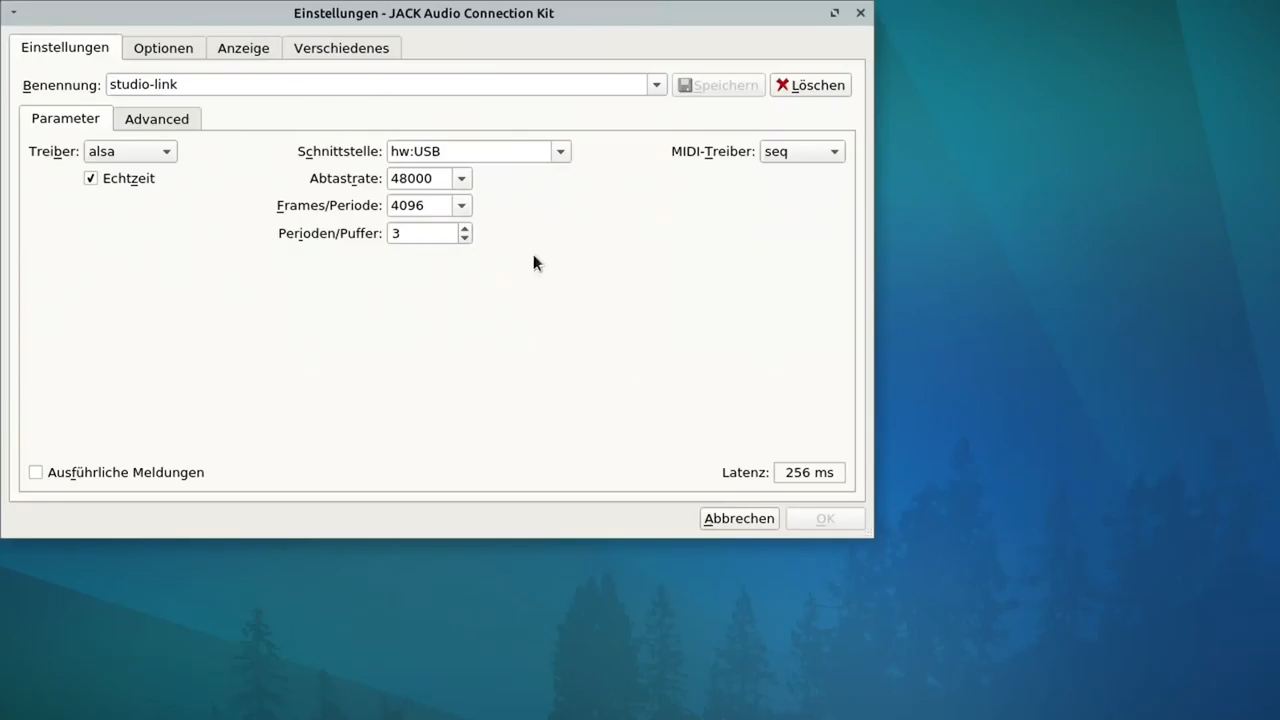 Einstellungen - JACK Audio Connection Kit
Einstellungen Optionen Anzeige Verschiedenes
Benennung: studio-link Speichern Löschen
Parameter Advanced
Treiber: alsa Schnittstelle: hw:USB MIDI-Treiber: seq
Echtzeit Abtastrate: 48000
Frames/Periode: 4096
Perioden/Puffer: 3
Ausführliche Meldungen Latenz: 256 ms
Abbrechen OK